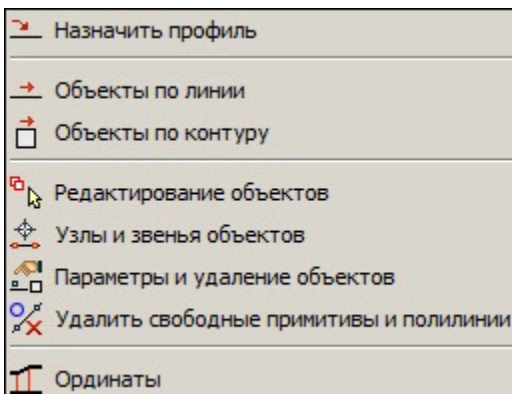 Назначить профиль
Объекты по линии
Объекты по контуру
Редактирование объектов
Узлы и звенья объектов
Параметры и удаление объектов
Удалить свободные примитивы и полилинии
Ординаты